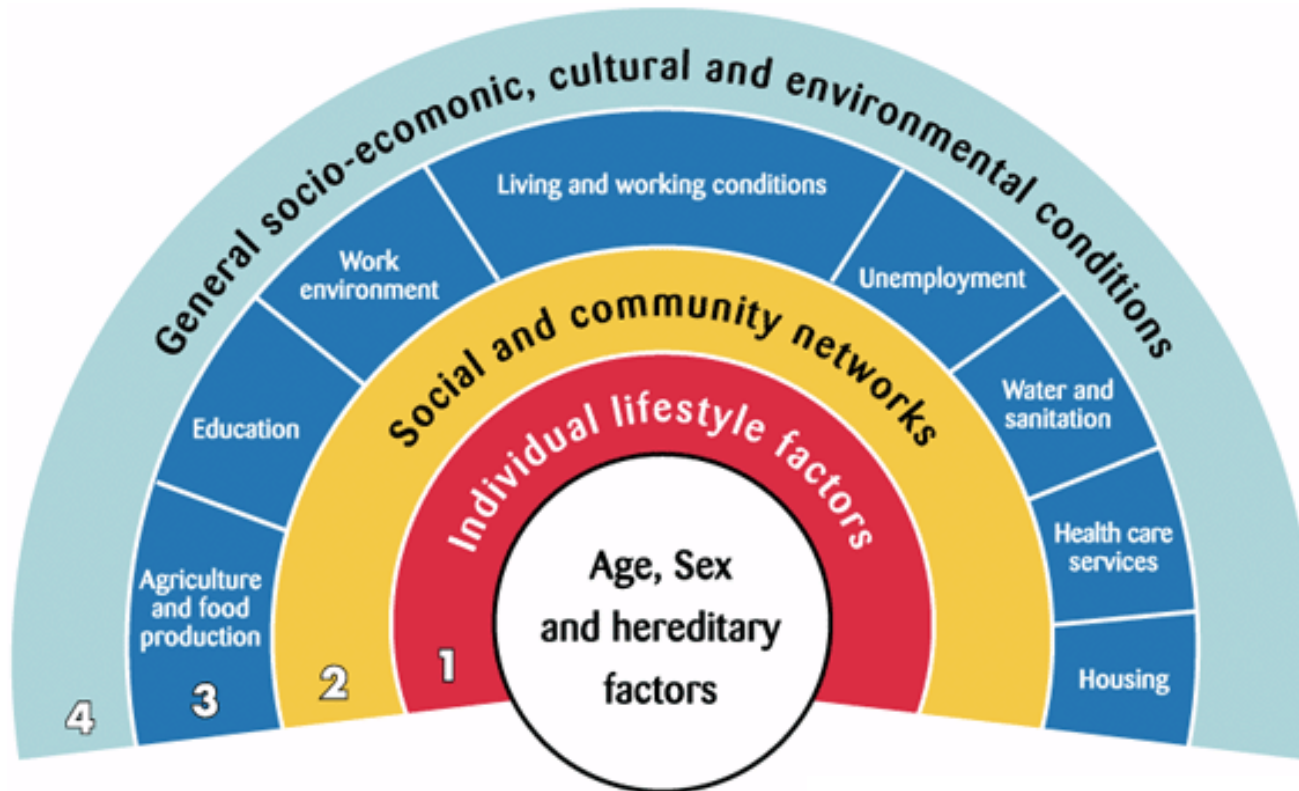 General socio-ecomonic, cultural and environmental conditions
Living and working conditions
Work
environment
Unemployment
Education
Water and
sanitation
Agriculture
and food
production
Health care
services
Housing
Social and community networks
Individual lifestyle factors
Age, Sex
and hereditary
factors
1
2
3
4